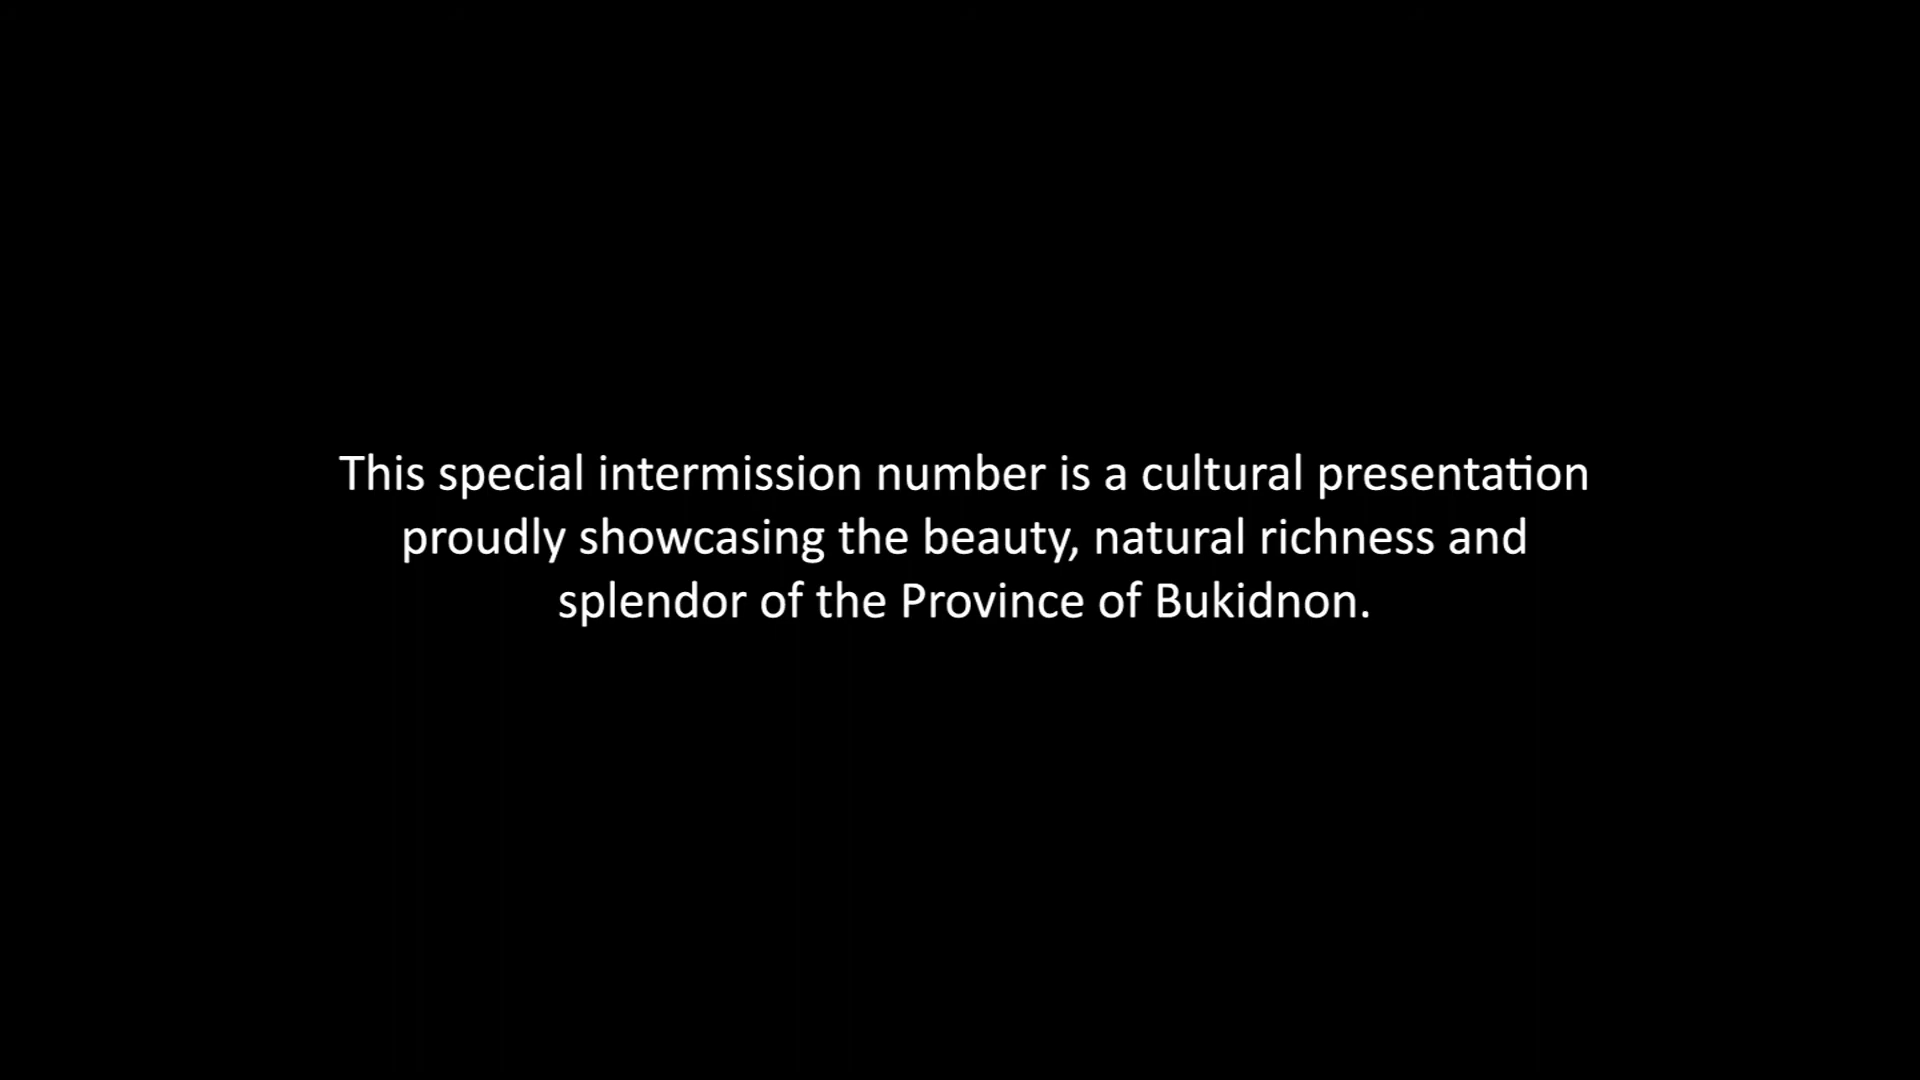 This special intermission number is a cultural presentation
proudly showcasing the beauty, natural richness and
splendor of the Province of Bukidnon.